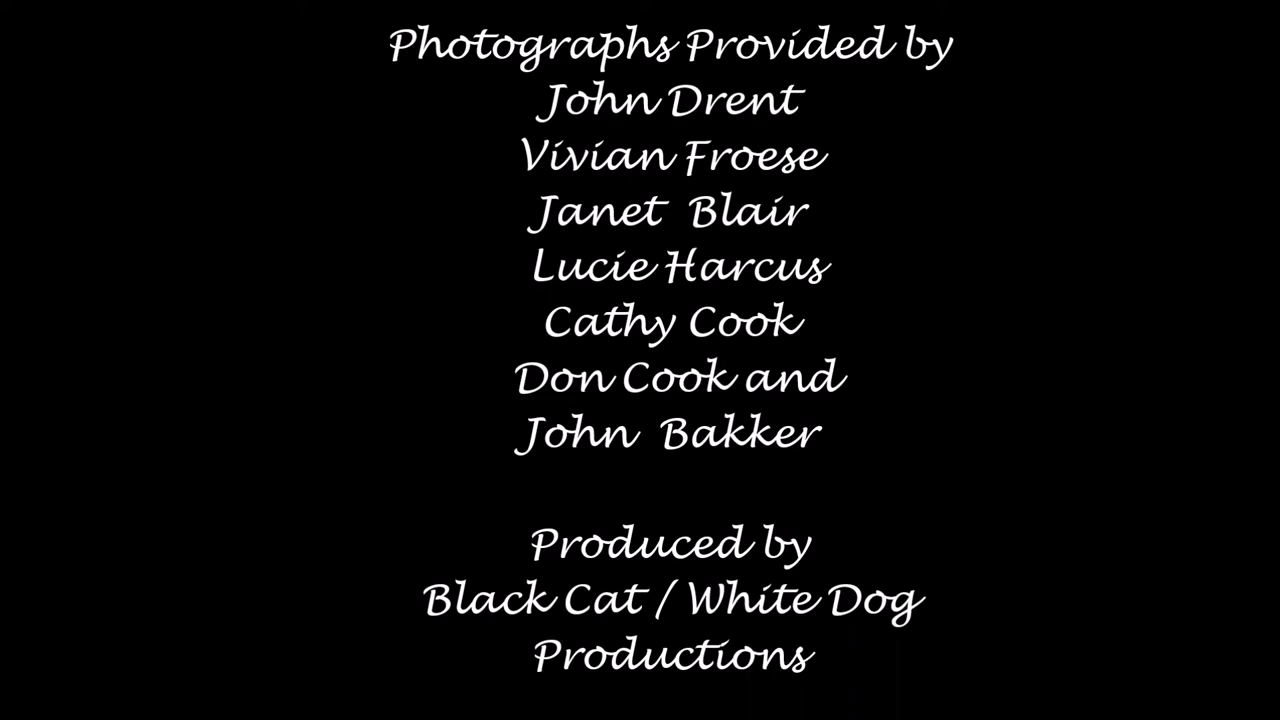 Photographs Provided by
John Drent
Vivian Froese
Janet Blair
Lucie Harcus
Cathy Cook
Don Cook and
John Bakker
Produced by
Black Cat / White Dog
Productions